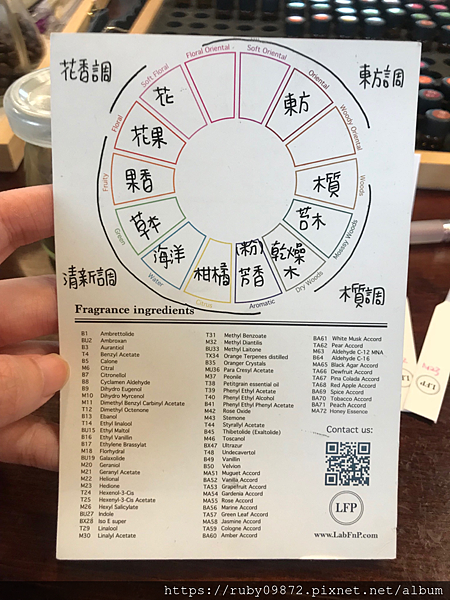 花香調
東方調
Floral Oriental
Soft Oriental
Soft Floral
Oriental
Floral
Woody Oriental
Fruity
Woods
Green
Mossey Woods
Water
Dry Woods
Citrus
Aromatic
花
東方
花果
果香
木質
草本
苔木
海洋
柑橘
(粉)
芳香
乾燥
木
清新調
木質調
Fragrance ingredients
B1 Ambrettolide
BU2 Ambroxan
B3 Aurantiol
T4 Benzyl Acetate
B5 Calone
M6 Citral
B7 Citronellol
B8 Cyclamen Aldehyde
B9 Dihydro Eugenol
M10 Dihydro Myrcenol
M11 Dimethyl Benzyl Carbinyl Acetate
T12 Dimetyl Octenone
B13 Ebanol
T14 Ethyl linalool
BU15 Ethyl Maltol
B16 Ethyl Vanillin
B17 Ethylene Brassylat
M18 Florhydral
BU19 Galaxolide
M20 Geraniol
M21 Geranyl Acetate
M22 Helional
M23 Hedione
T24 Hexenol-3-Cis
T25 Hexenyl-3-Cis Acetate
M26 Hexyl Salicylate
BU27 Indole
BX28 Iso E super
T29 Linalool
M30 Linalyl Acetate
T31 Methyl Benzoate
M32 Methyl Diantilis
BU33 Methyl Laitone
TX34 Orange Terpenes distilled
B35 Oranger Crystals
MU36 Para Cresyl Acetate
M37 Peonile
T38 Petitgrain essential oil
T39 Phenyl Ethyl Acetate
T40 Phenyl Ethyl Alcohol
B41 Phenyl Ethyl Phenyl Acetate
M42 Rose Oxide
M43 Stemone
T44 Styrallyl Acetate
B45 Thibetolide (Exaltolide)
M46 Toscanol
BX47 Ultrazur
T48 Undecavertol
B49 Vanillin
B50 Velvion
MA51 Muguet Accord
BA52 Vanilla Accord
TA53 Grapefruit Accord
MA54 Gardenia Accord
MA55 Rose Accord
BA56 Marine Accord
TA57 Green Leaf Accord
MA58 Jasmine Accord
TA59 Cologne Accord
BA60 Amber Accord
BA61 White Musk Accord
TA62 Pear Accord
M63 Aldehyde C-12 MNA
B64 Aldehyde C-16
MA65 Black Agar Accord
TA66 Dewfruit Accord
TA67 Pina Colada Accord
TA68 Red Apple Accord
BA69 Spice Accord
BA70 Tobacco Accord
BA71 Peach Accord
MA72 Honey Essence
Contact us:
LFP
www.LabFnP.com
https://ruby09872.pixnet.net/album